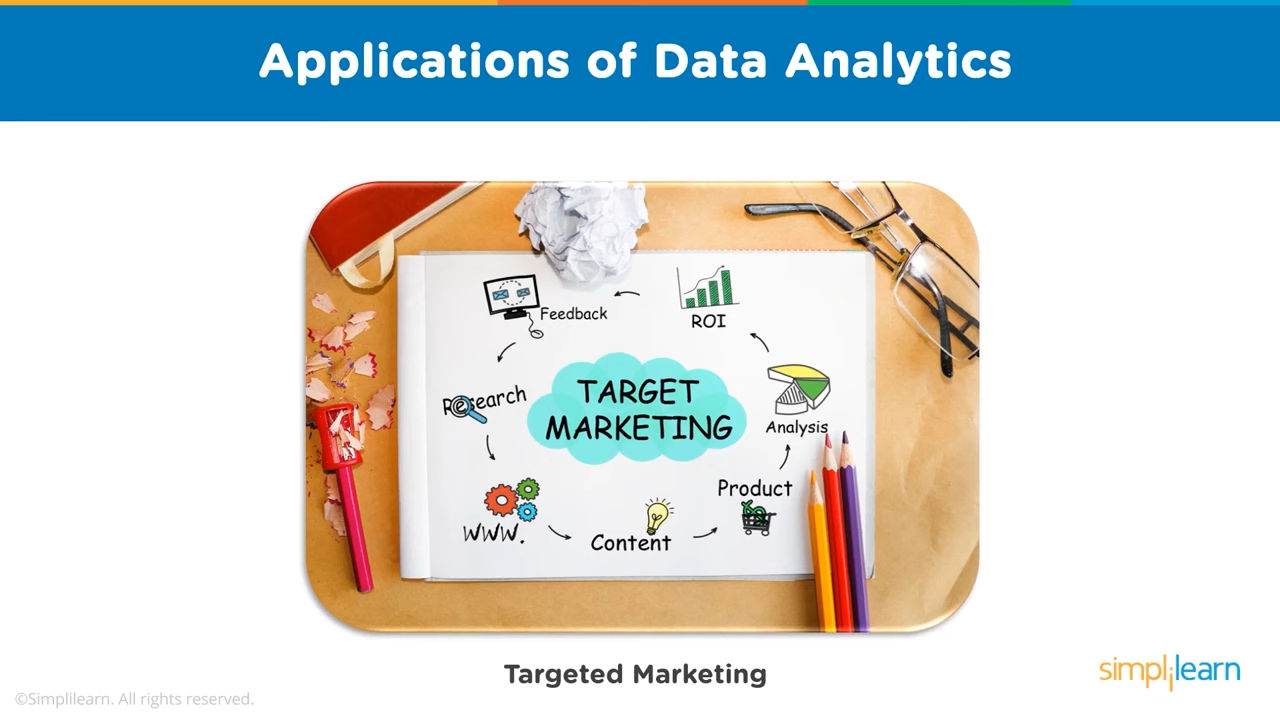 Applications of Data Analytics
Feedback
ROI
Research
TARGET
MARKETING
Analysis
Product
WWW.
Content
Targeted Marketing
simplilearn
©Simplilearn. All rights reserved.